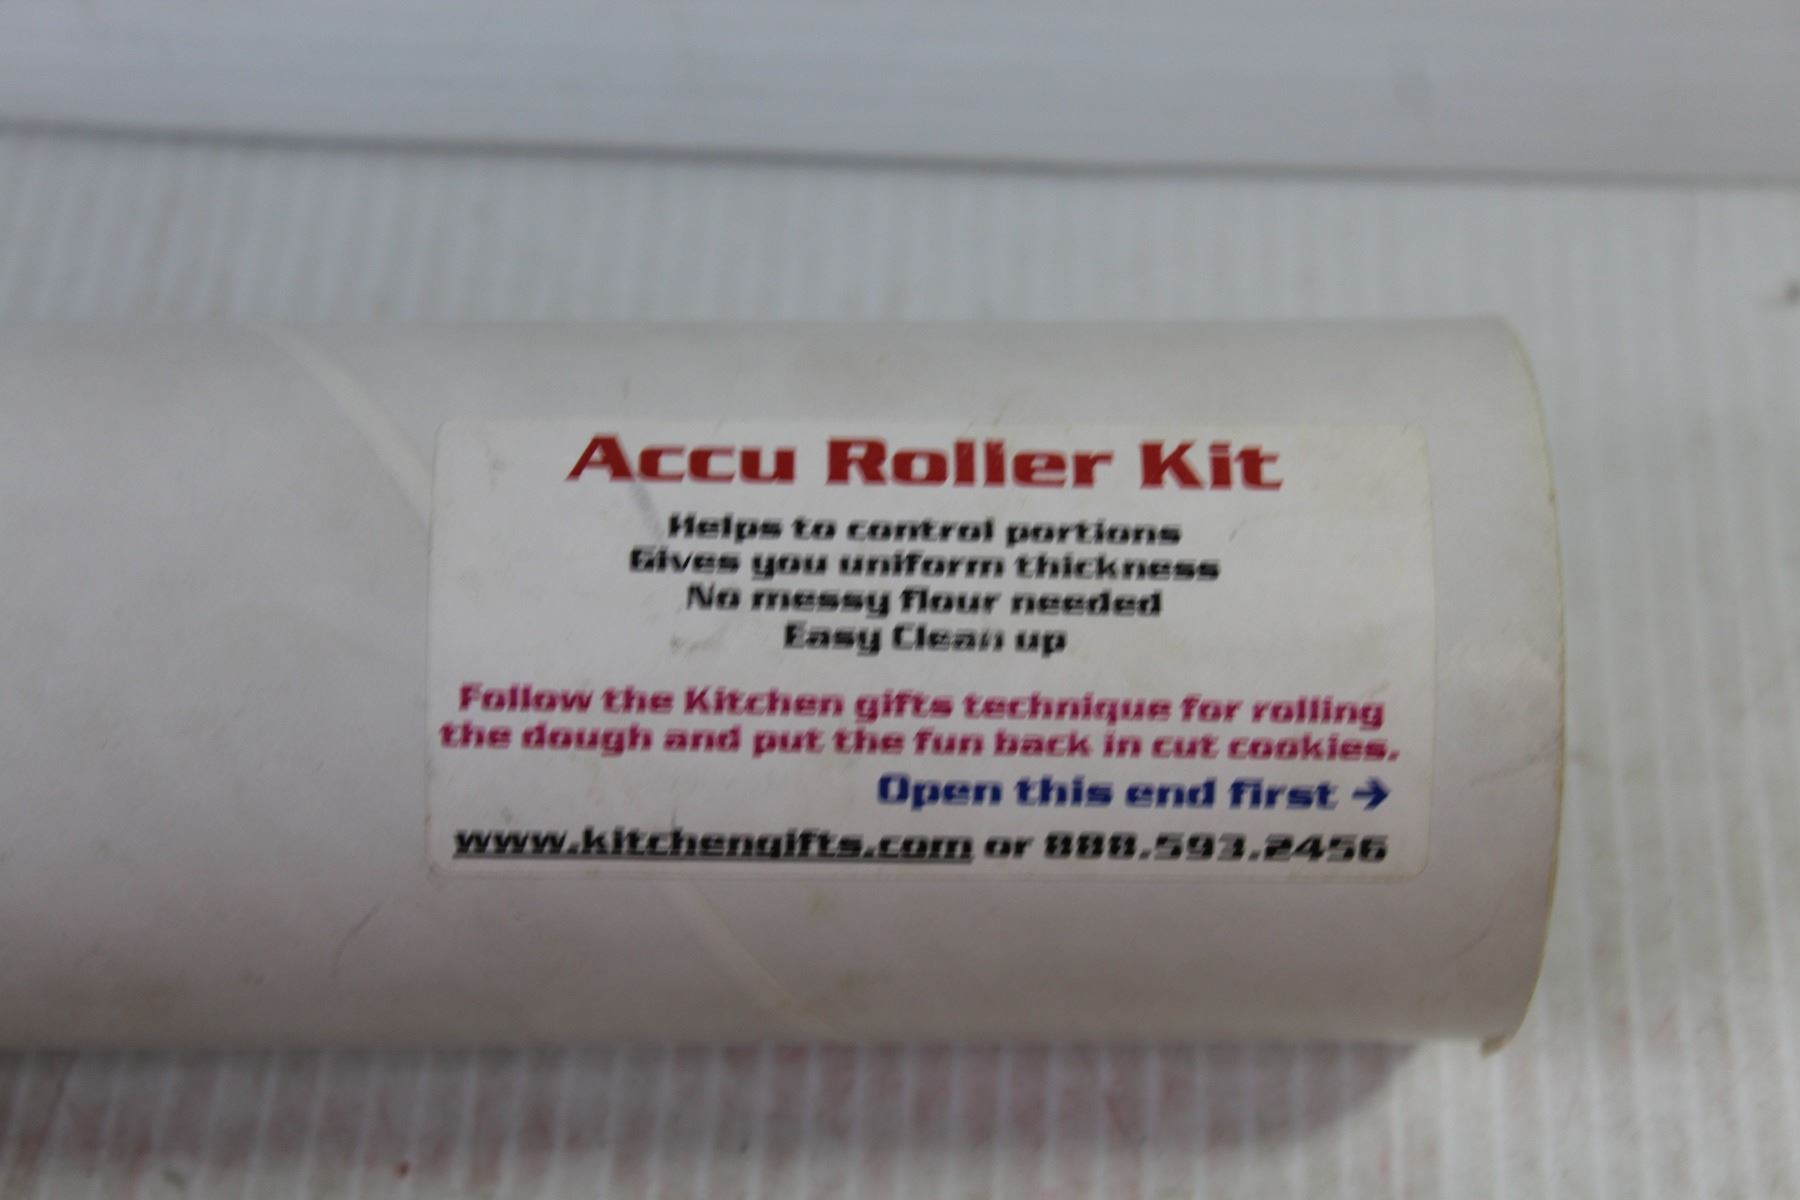 Accu Roller Kit
Helps to control portions
Gives you uniform thickness
No messy flour needed
Easy Clean up
Follow the Kitchen gifts technique for rolling
the dough and put the fun back in cut cookies.
Open this end first →
www.kitchengifts.com or 888.593.2456